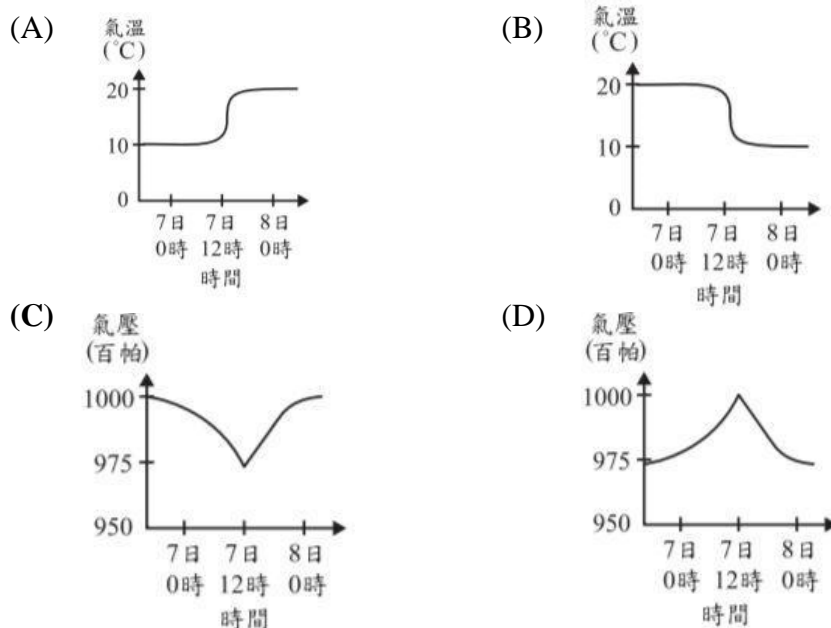 (A)
氣溫
(℃)
20
10
0
7日 7日 8日
0時 12時 0時
時間
(B)
氣溫
(℃)
20
10
0
7日 7日 8日
0時 12時 0時
時間
(C)
氣壓
(百帕)
1000
975
950
7日 7日 8日
0時 12時 0時
時間
(D)
氣壓
(百帕)
1000
975
950
7日 7日 8日
0時 12時 0時
時間